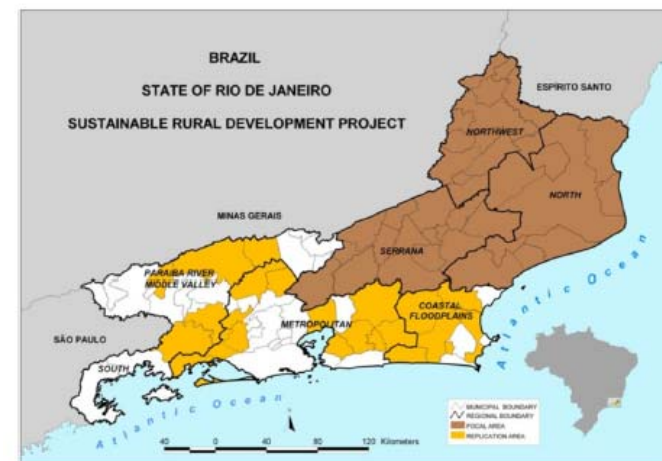 BRAZIL
STATE OF RIO DE JANEIRO
SUSTAINABLE RURAL DEVELOPMENT PROJECT
ESPÍRITO SANTO
NORTHWEST
NORTH
MINAS GERAIS
SERRANA
PARAIBA RIVER
MIDDLE VALLEY
COASTAL
FLOODPLAINS
METROPOLITAN
SÃO PAULO
SOUTH
Atlantic Ocean
Atlantic Ocean
40 0 40 80 120 Kilometers
MUNICIPAL BOUNDARY
REGIONAL BOUNDARY
FOCAL AREA
REPLICATION AREA